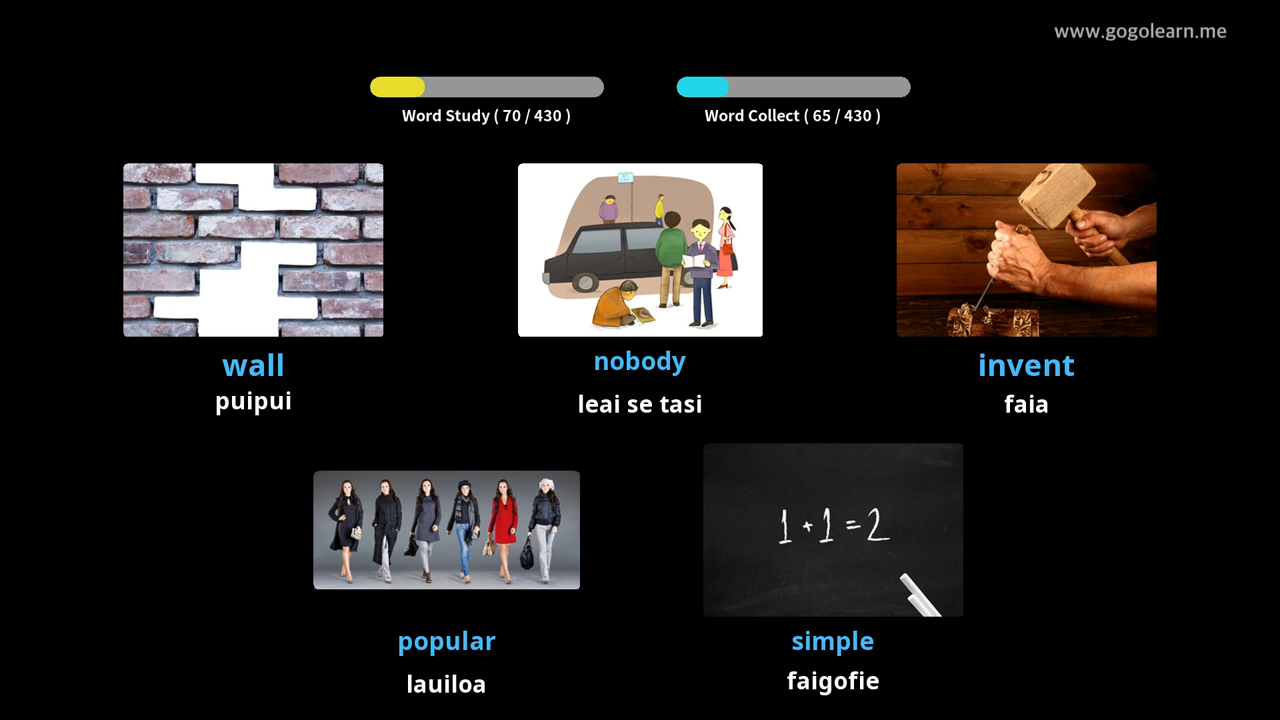 www.gogolearn.me
Word Study ( 70 / 430 )
Word Collect ( 65 / 430 )
wall
puipui
nobody
leai se tasi
invent
faia
1 + 1 = 2
popular
lauiloa
simple
faigofie